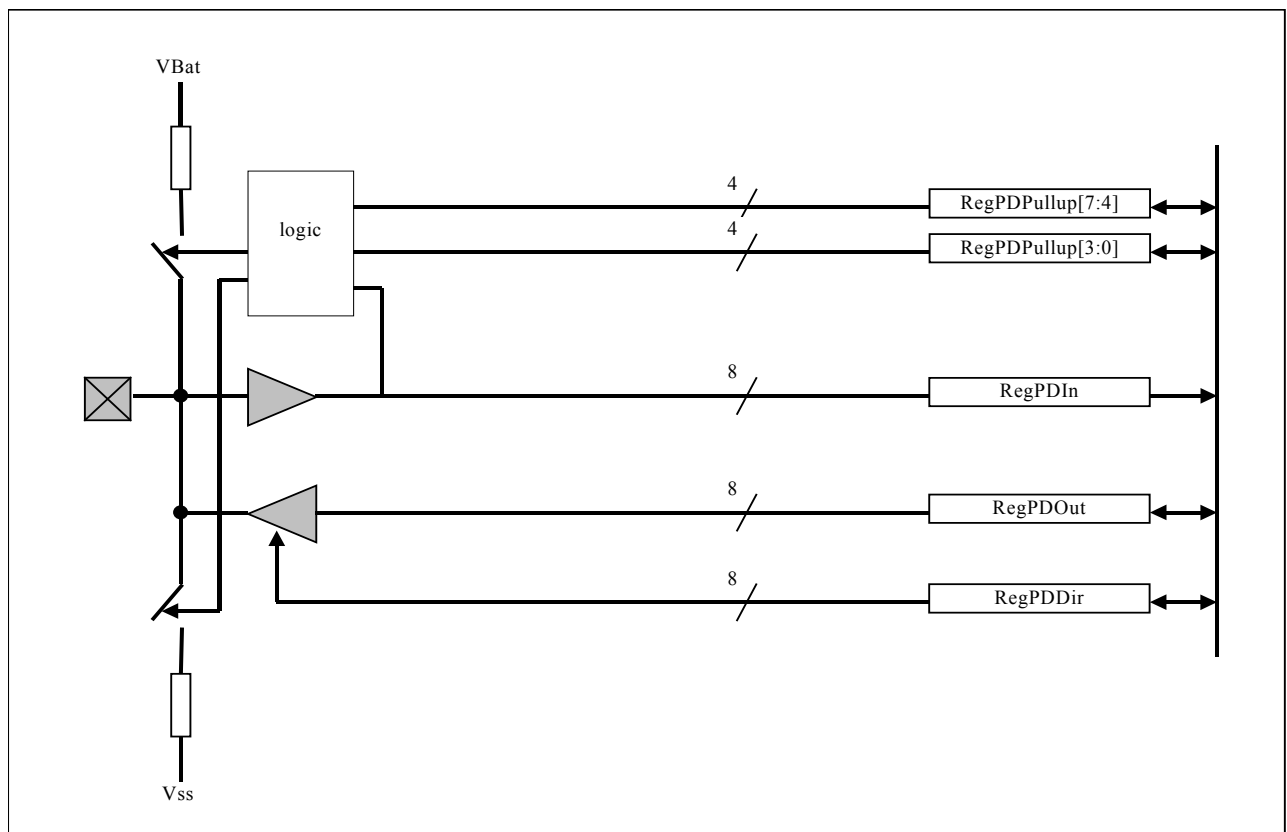 VBat
logic
4
RegPDPullup[7:4]
4
RegPDPullup[3:0]
8
RegPDIn
8
RegPDOut
8
RegPDDir
Vss